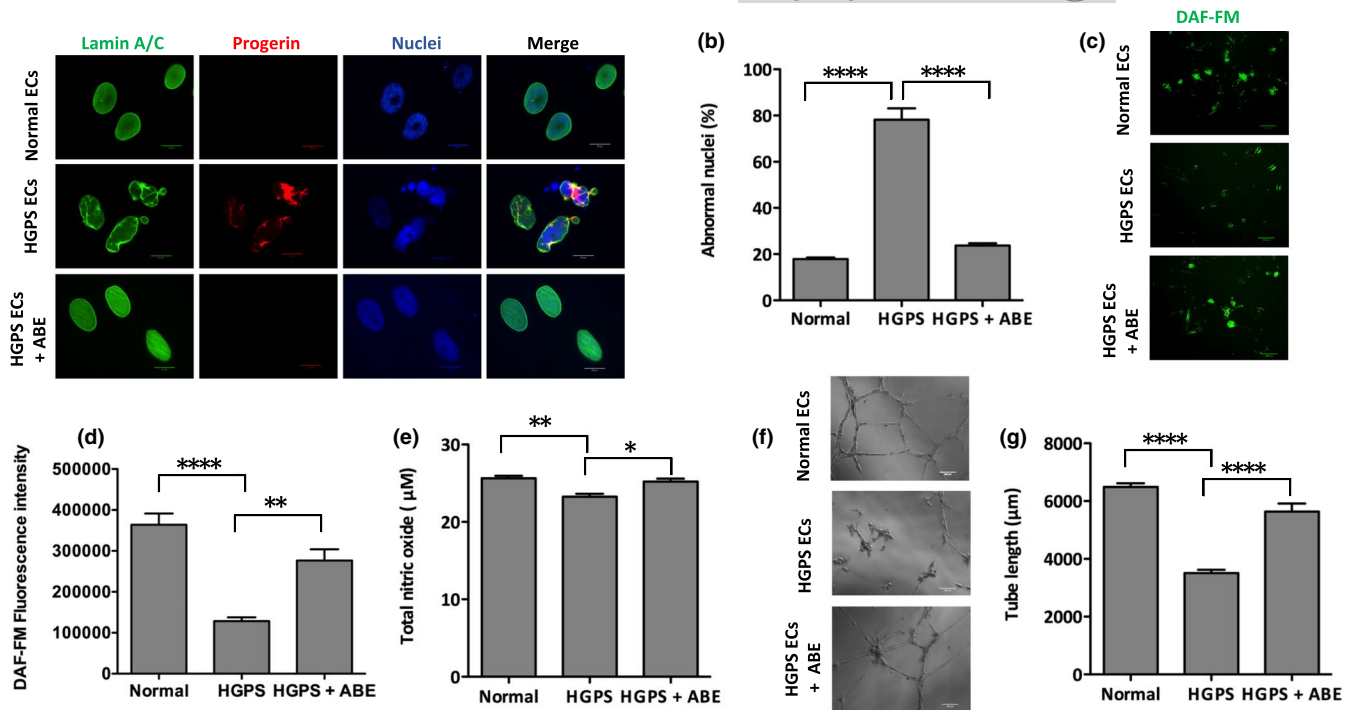 Lamin A/C Progerin Nuclei Merge
Normal ECs
HGPS ECs
HGPS ECs
+ ABE
(b)
Abnormal nuclei (%)
100
80
60
40
20
0
**** ****
Normal HGPS HGPS + ABE
(c)
DAF-FM
Normal ECs
HGPS ECs
HGPS ECs
+ ABE
(d)
DAF-FM Fluorescence intensity
500000
400000
300000
200000
100000
0
****
**
Normal HGPS HGPS + ABE
(e)
Total nitric oxide ( µM)
30
20
10
0
**
*
Normal HGPS HGPS + ABE
(f)
Normal ECs
HGPS ECs
HGPS ECs
+ ABE
(g)
Tube length (µm)
8000
6000
4000
2000
0
****
****
Normal HGPS HGPS + ABE